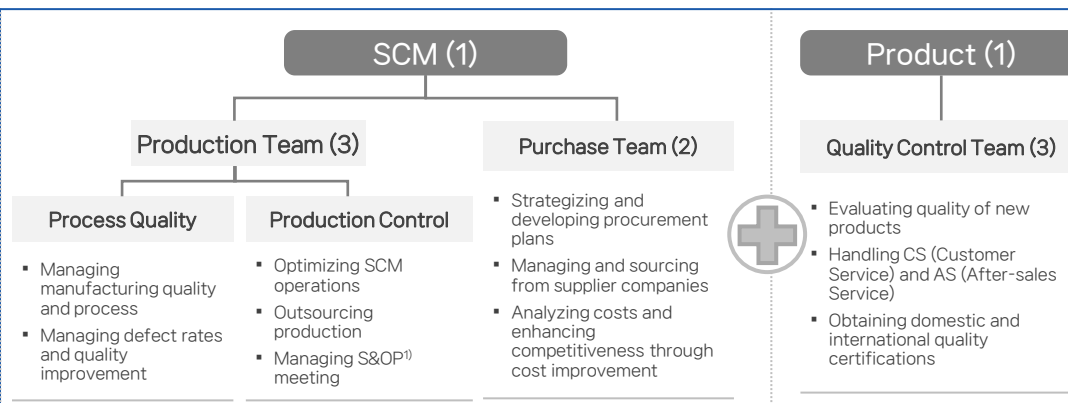 SCM (1)
Production Team (3)
Process Quality
▪ Managing
manufacturing quality
and process
▪ Managing defect rates
and quality
improvement
Production Control
▪ Optimizing SCM
operations
▪ Outsourcing
production
▪ Managing S&OP1)
meeting
Purchase Team (2)
▪ Strategizing and
developing procurement
plans
▪ Managing and sourcing
from supplier companies
▪ Analyzing costs and
enhancing
competitiveness through
cost improvement
Product (1)
Quality Control Team (3)
▪ Evaluating quality of new
products
▪ Handling CS (Customer
Service) and AS (After-sales
Service)
▪ Obtaining domestic and
international quality
certifications